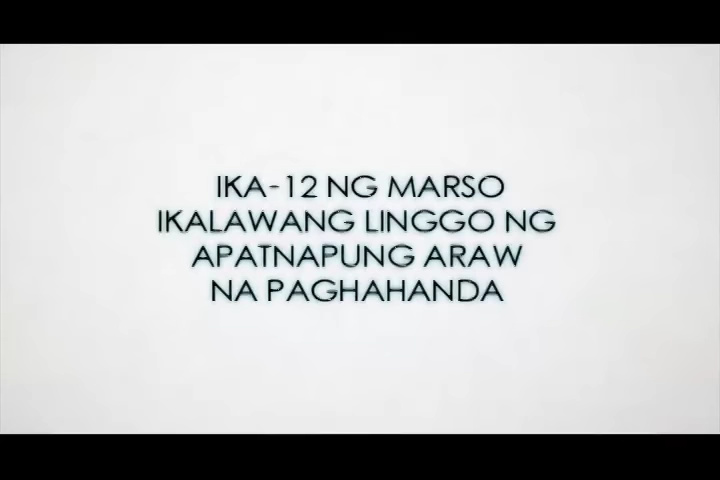 IKA-12 NG MARSO
IKALAWANG LINGGO NG
APATNAPUNG ARAW
NA PAGHAHANDA